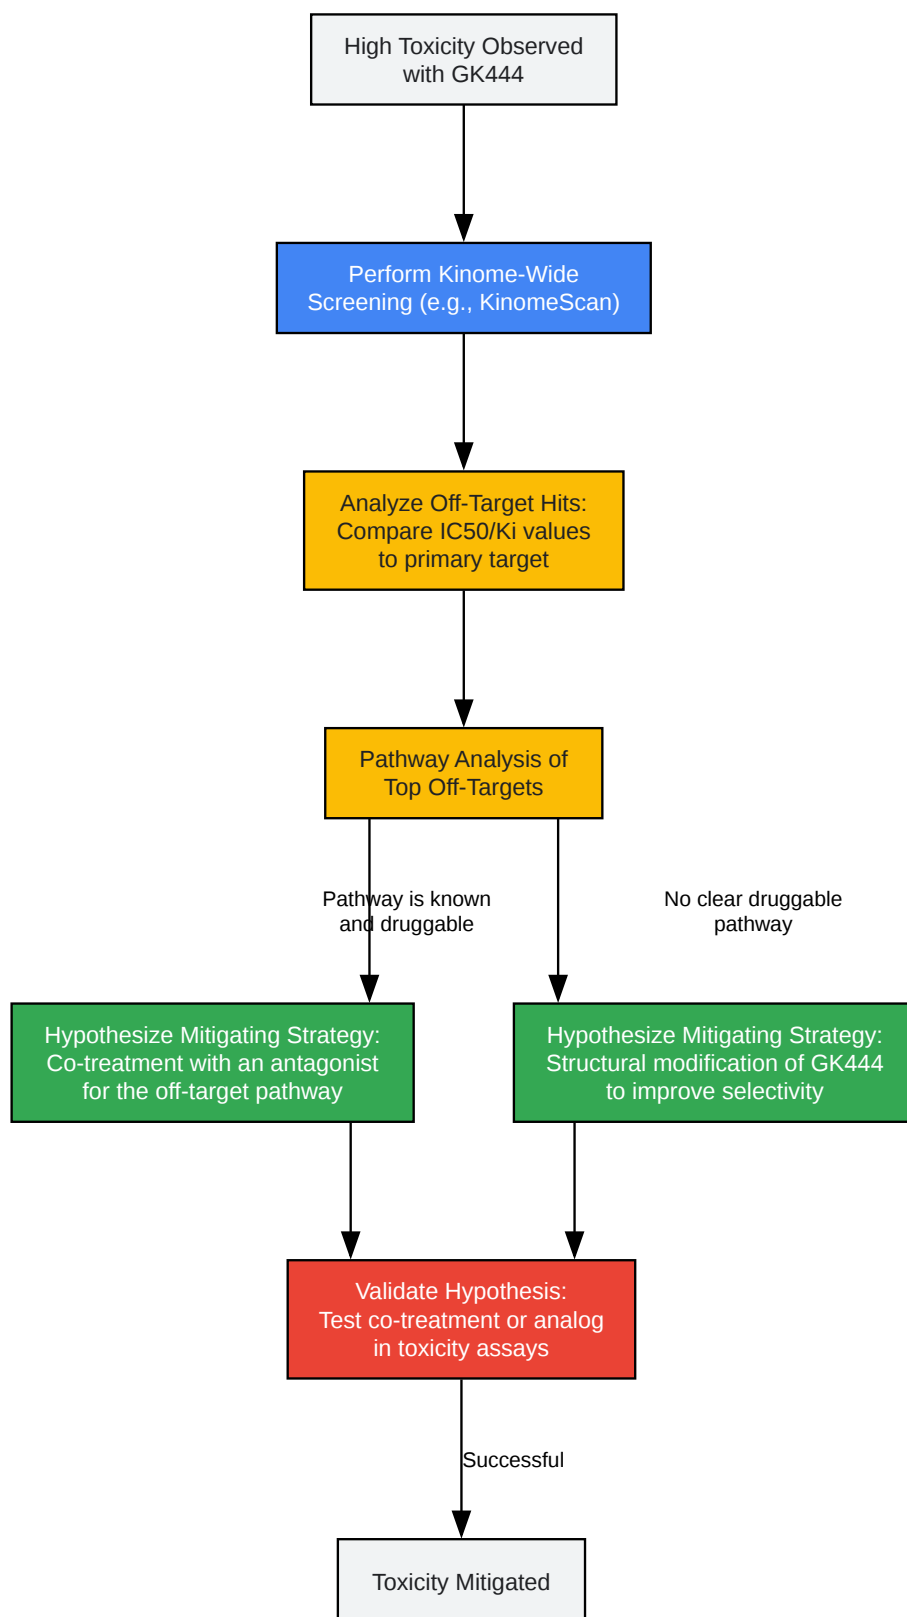 High Toxicity Observed
with GK444
Perform Kinome-Wide
Screening (e.g., KinomeScan)
Analyze Off-Target Hits:
Compare IC50/Ki values
to primary target
Pathway Analysis of
Top Off-Targets
Pathway is known
and druggable
No clear druggable
pathway
Hypothesize Mitigating Strategy:
Co-treatment with an antagonist
for the off-target pathway
Hypothesize Mitigating Strategy:
Structural modification of GK444
to improve selectivity
Validate Hypothesis:
Test co-treatment or analog
in toxicity assays
Successful
Toxicity Mitigated